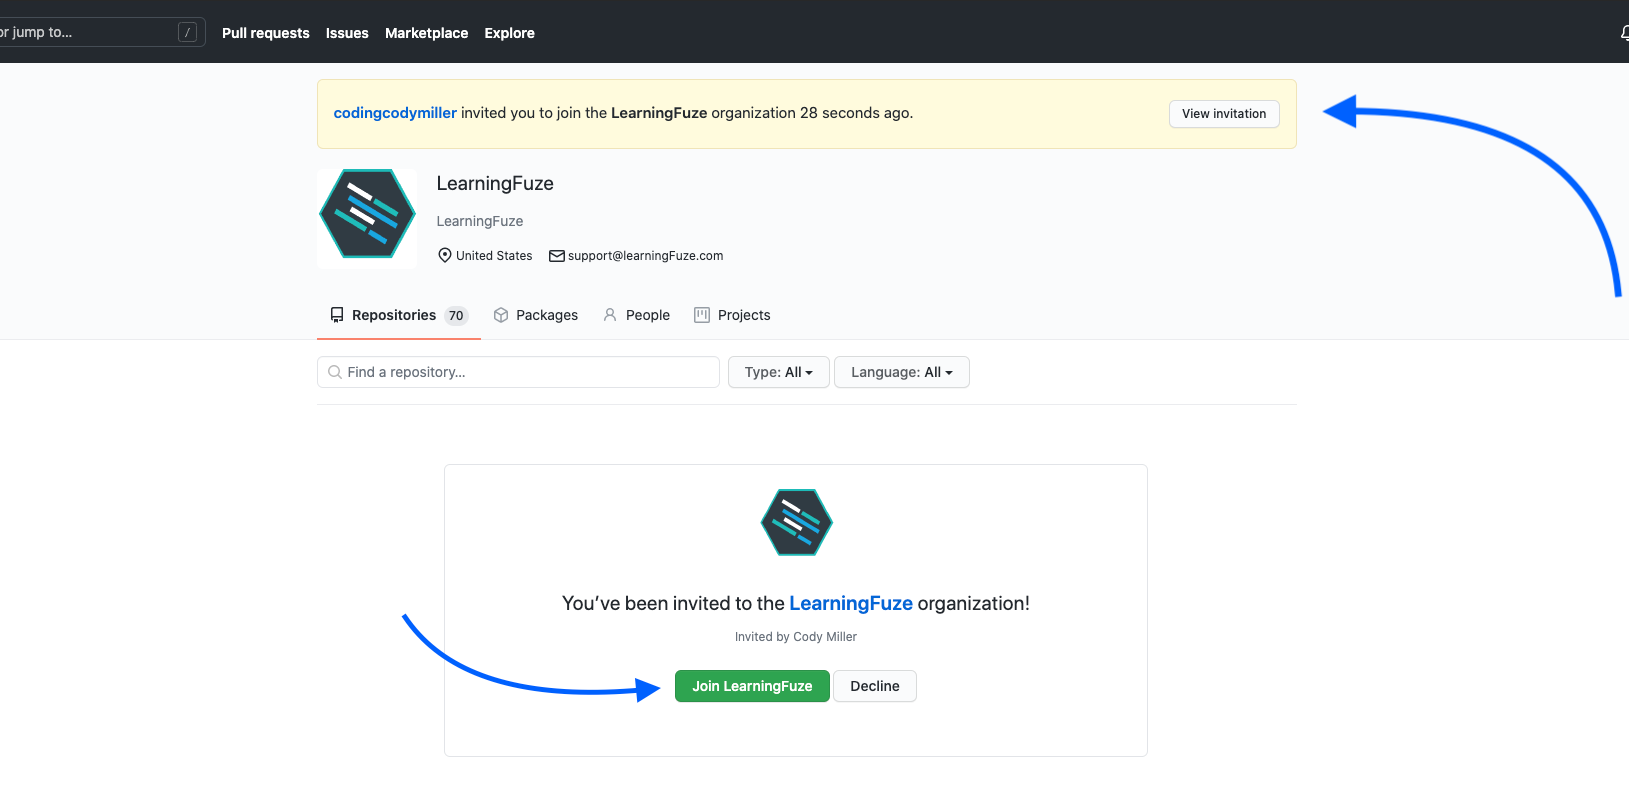 or jump to... /
Pull requests Issues Marketplace Explore
codingcodymiller invited you to join the LearningFuze organization 28 seconds ago.
View invitation
LearningFuze
LearningFuze
United States support@learningFuze.com
Repositories 70 Packages People Projects
Find a repository... Type: All Language: All
You’ve been invited to the LearningFuze organization!
Invited by Cody Miller
Join LearningFuze Decline